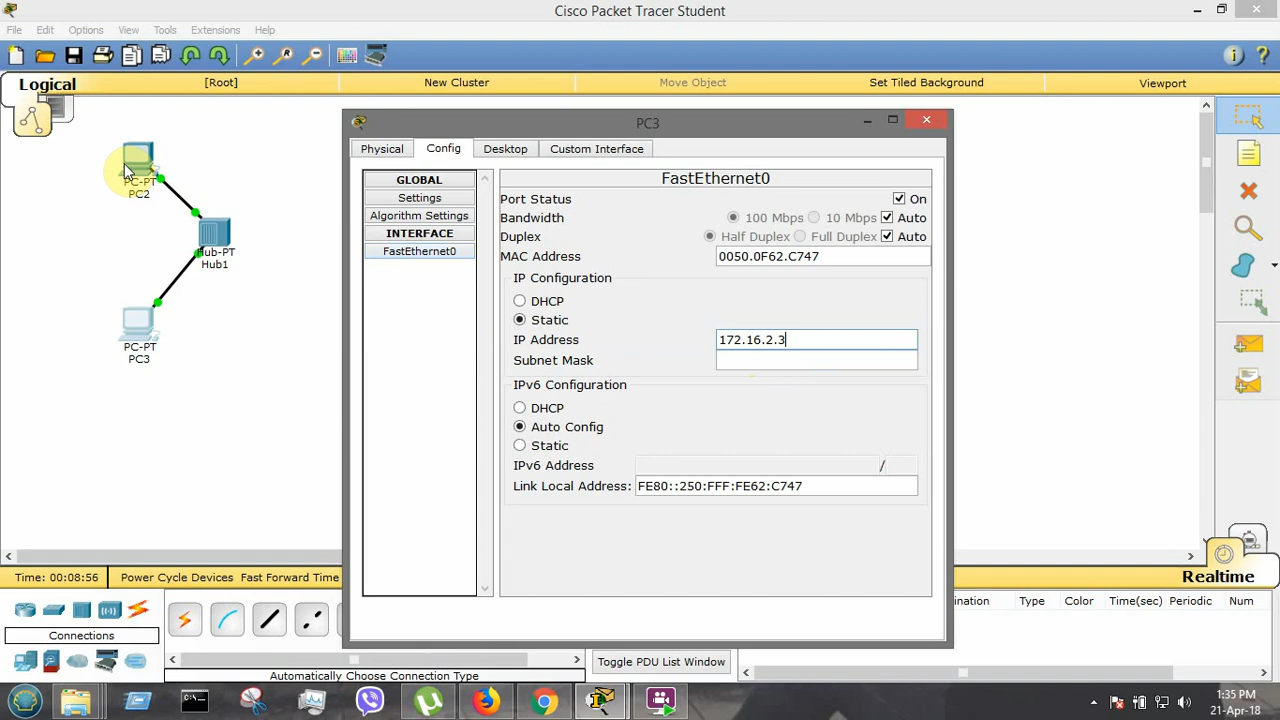 Cisco Packet Tracer Student
File Edit Options View Tools Extensions Help
Logical [Root] New Cluster Move Object Set Tiled Background Viewport
PC3
Physical Config Desktop Custom Interface
GLOBAL
Settings
Algorithm Settings
INTERFACE
FastEthernet0
FastEthernet0
Port Status On
Bandwidth 100 Mbps 10 Mbps Auto
Duplex Half Duplex Full Duplex Auto
MAC Address 0050.0F62.C747
IP Configuration
DHCP
Static
IP Address 172.16.2.3
Subnet Mask
IPv6 Configuration
DHCP
Auto Config
Static
IPv6 Address /
Link Local Address: FE80::250:FFF:FE62:C747
PC-PT
PC2
Hub-PT
Hub1
PC-PT
PC3
Time: 00:08:56 Power Cycle Devices Fast Forward Time
Realtime
Connections
Automatically Choose Connection Type
Toggle PDU List Window
ination Type Color Time(sec) Periodic Num
1:35 PM
21-Apr-18